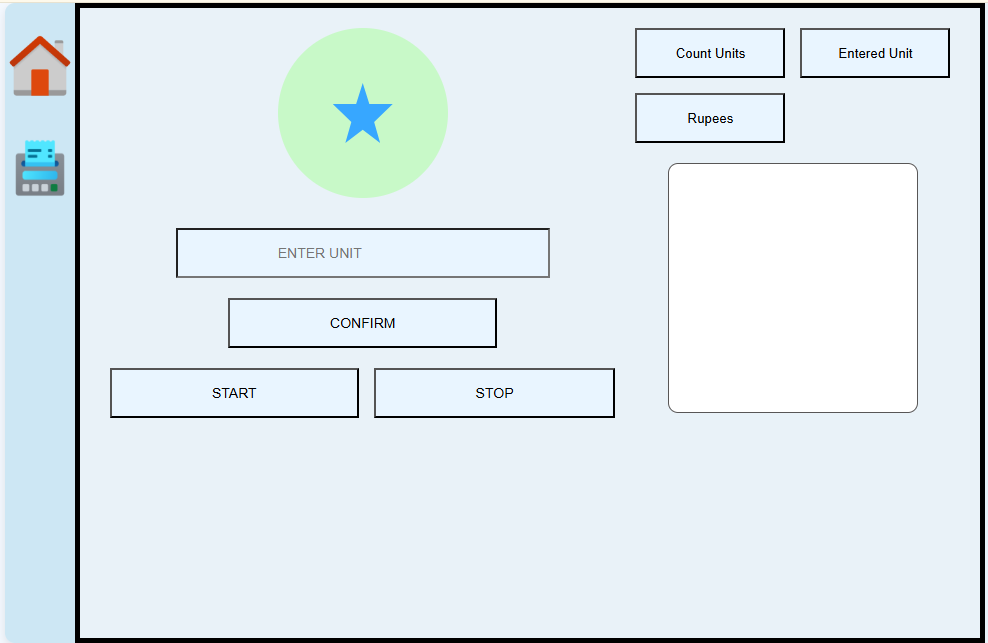 Count Units
Entered Unit
Rupees
ENTER UNIT
CONFIRM
START
STOP